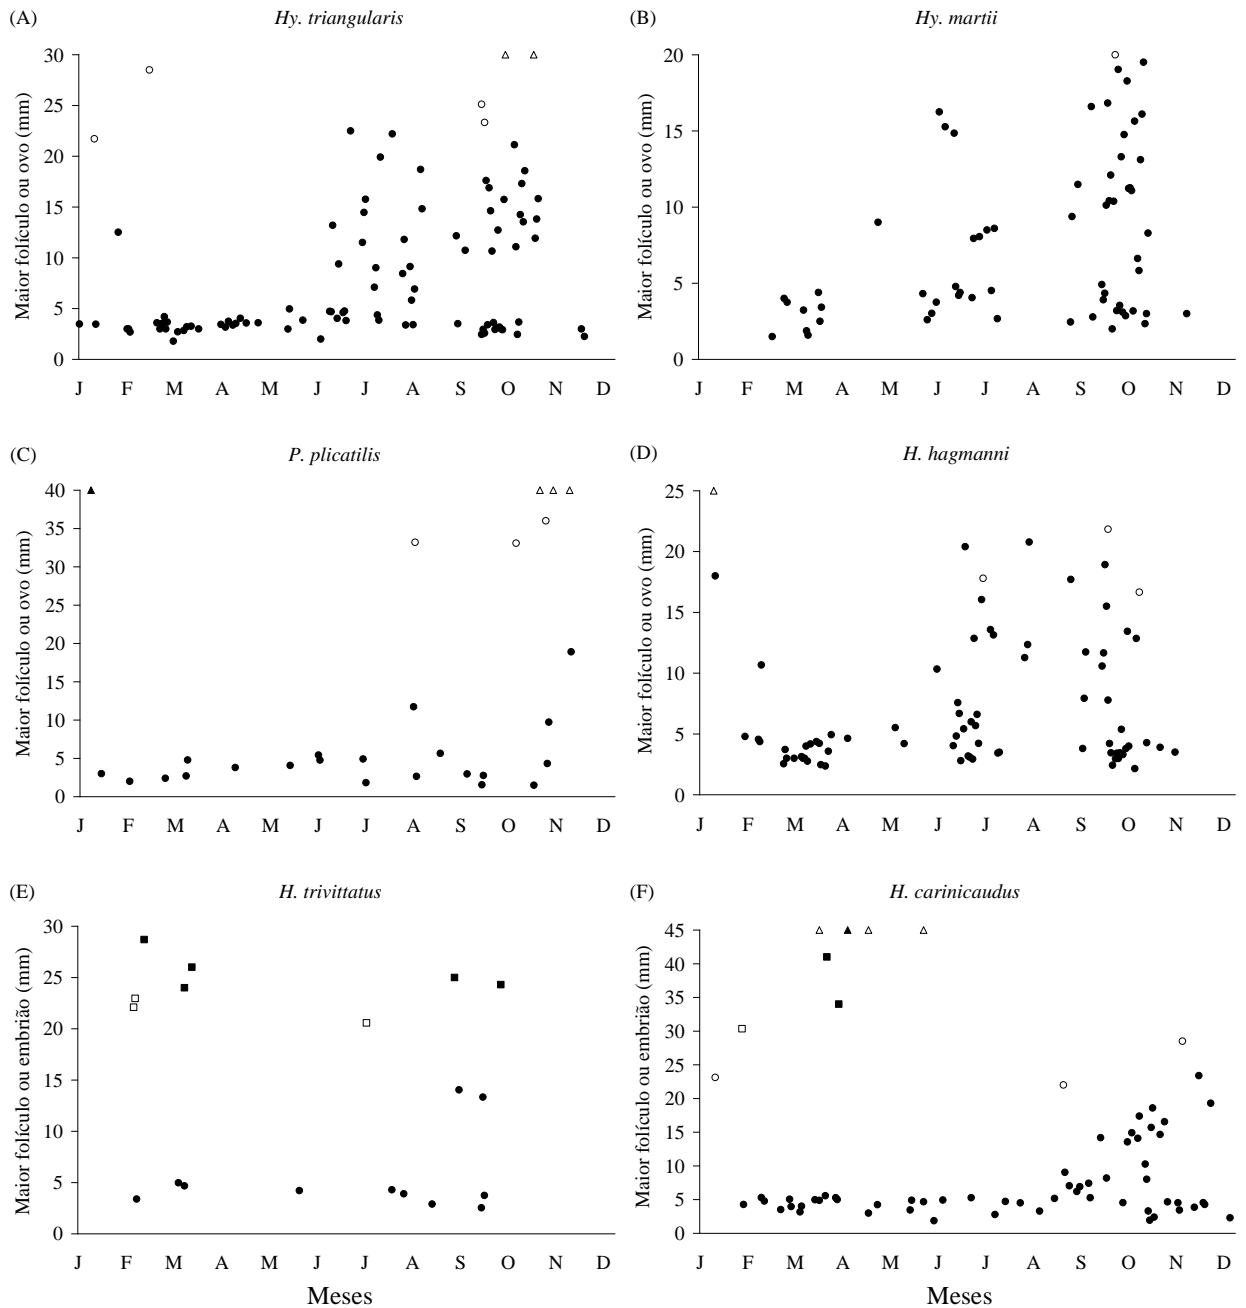 (A) Hy. triangularis
Maior folículo ou ovo (mm)
30
25
20
15
10
5
0
J F M A M J J A S O N D
(B) Hy. martii
Maior folículo ou ovo (mm)
20
15
10
5
0
J F M A M J J A S O N D
(C) P. plicatilis
Maior folículo ou ovo (mm)
40
35
30
25
20
15
10
5
0
J F M A M J J A S O N D
(D) H. hagmanni
Maior folículo ou ovo (mm)
25
20
15
10
5
0
J F M A M J J A S O N D
(E) H. trivittatus
Maior folículo ou embrião (mm)
30
25
20
15
10
5
0
J F M A M J J A S O N D
Meses
(F) H. carinicaudus
Maior folículo ou embrião (mm)
45
40
35
30
25
20
15
10
5
0
J F M A M J J A S O N D
Meses